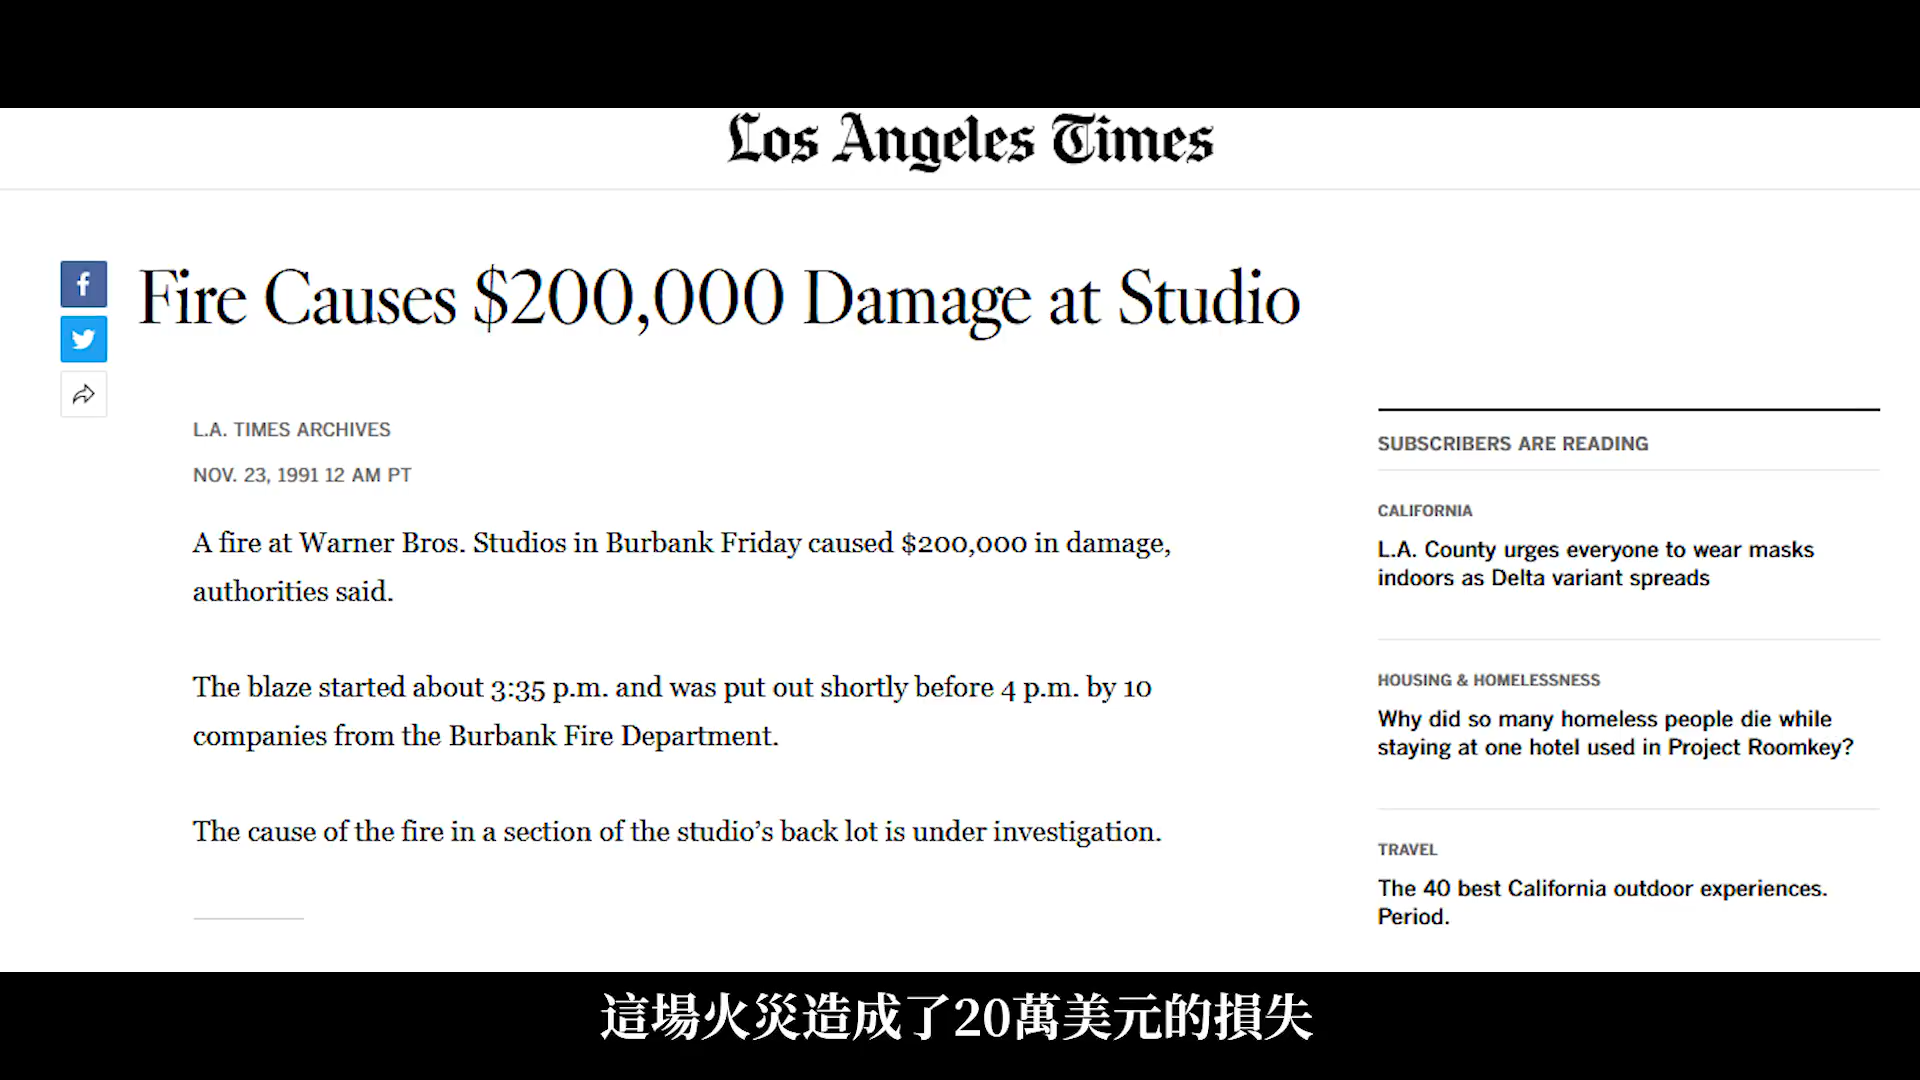 Los Angeles Times
Fire Causes $200,000 Damage at Studio
L.A. TIMES ARCHIVES
NOV. 23, 1991 12 AM PT
A fire at Warner Bros. Studios in Burbank Friday caused $200,000 in damage,
authorities said.
The blaze started about 3:35 p.m. and was put out shortly before 4 p.m. by 10
companies from the Burbank Fire Department.
The cause of the fire in a section of the studio’s back lot is under investigation.
SUBSCRIBERS ARE READING
CALIFORNIA
L.A. County urges everyone to wear masks
indoors as Delta variant spreads
HOUSING & HOMELESSNESS
Why did so many homeless people die while
staying at one hotel used in Project Roomkey?
TRAVEL
The 40 best California outdoor experiences.
Period.
這場火災造成了20萬美元的損失